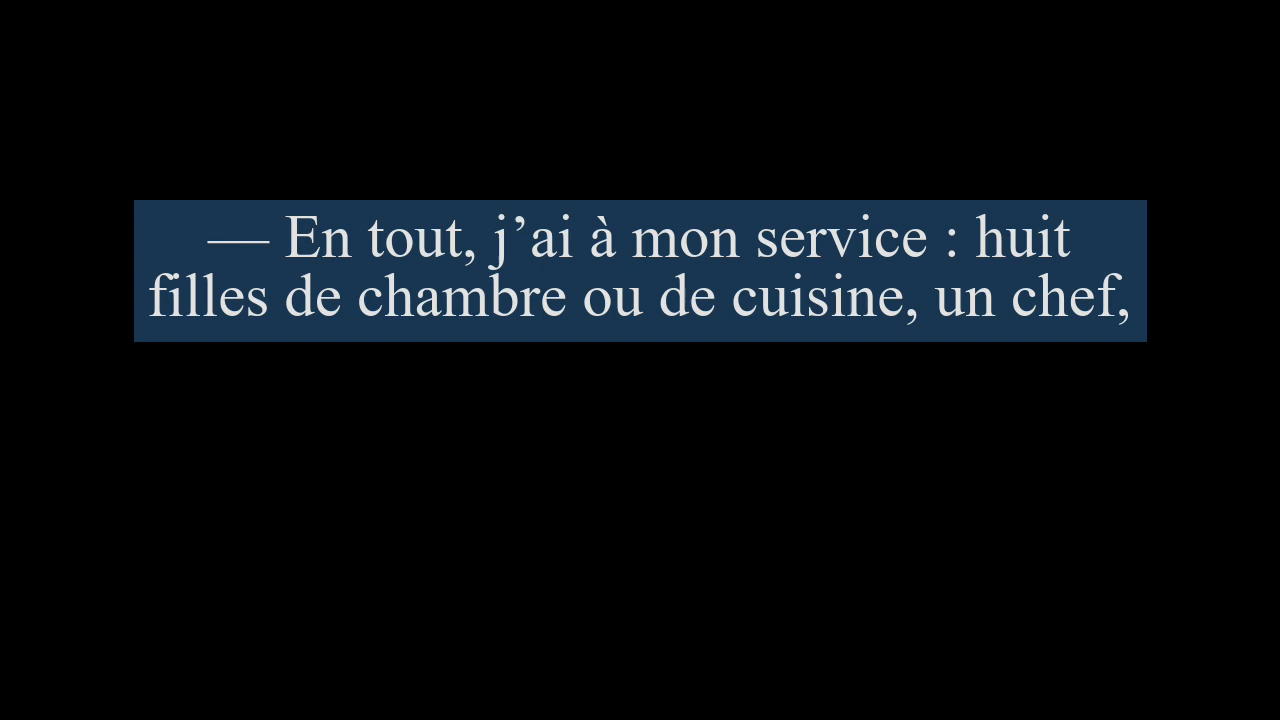 — En tout, j’ai à mon service : huit
filles de chambre ou de cuisine, un chef,